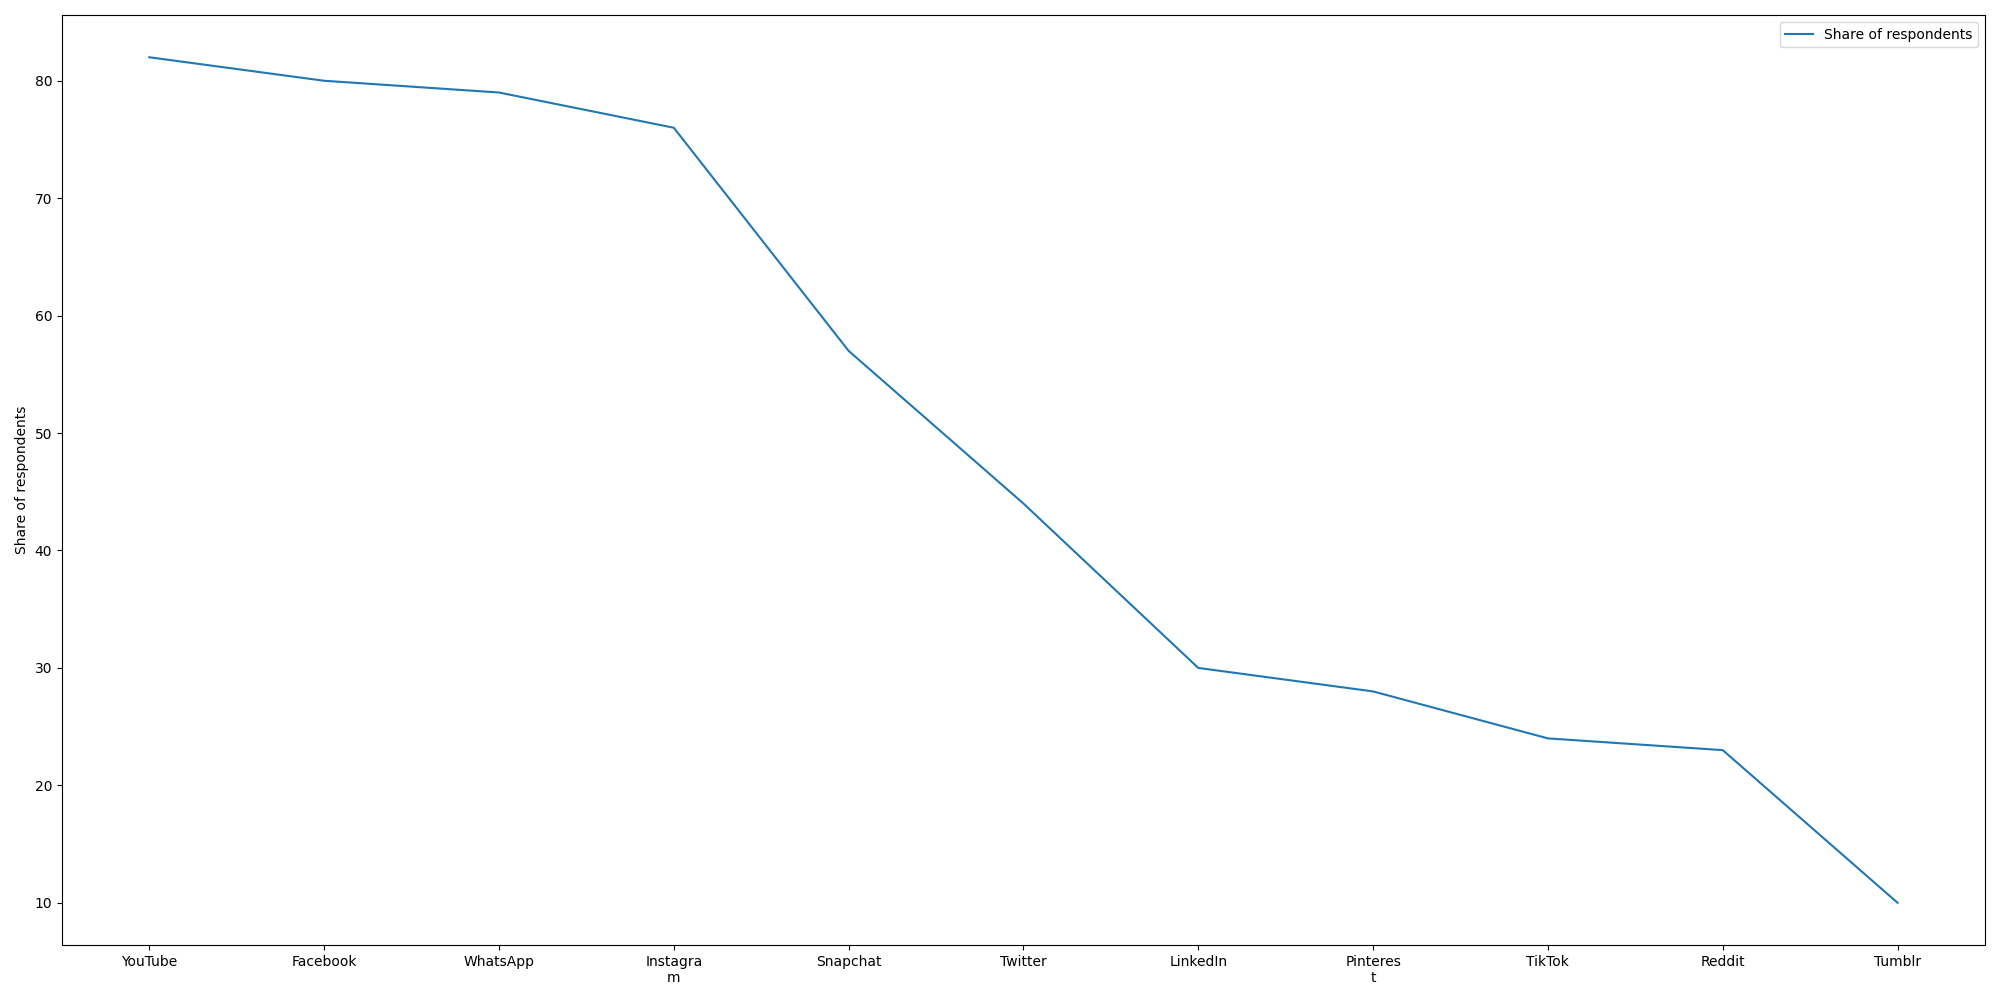 Share of respondents
80
70
60
50
40
30
20
10
Share of respondents
YouTube
Facebook
WhatsApp
Instagra
m
Snapchat
Twitter
LinkedIn
Pinteres
t
TikTok
Reddit
Tumblr